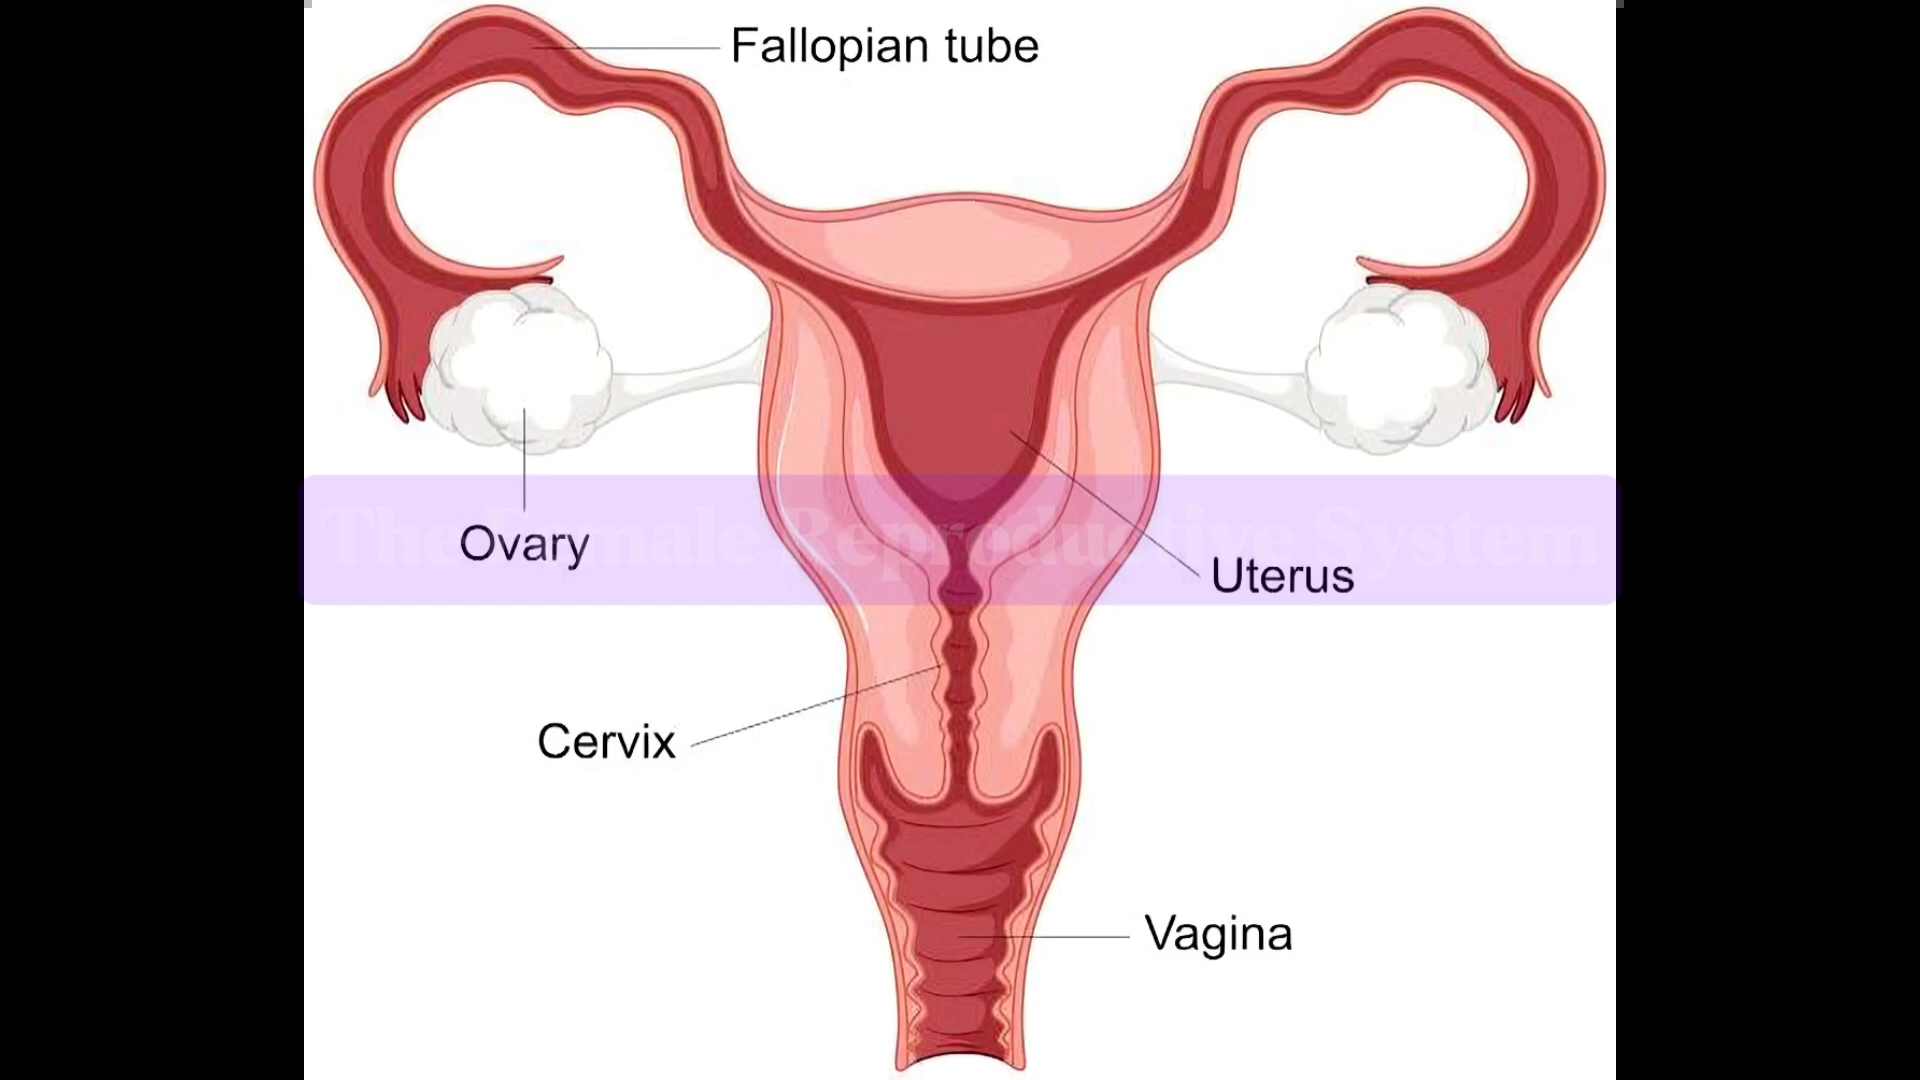 Fallopian tube
The Female Reproductive System
Ovary
Uterus
Cervix
Vagina